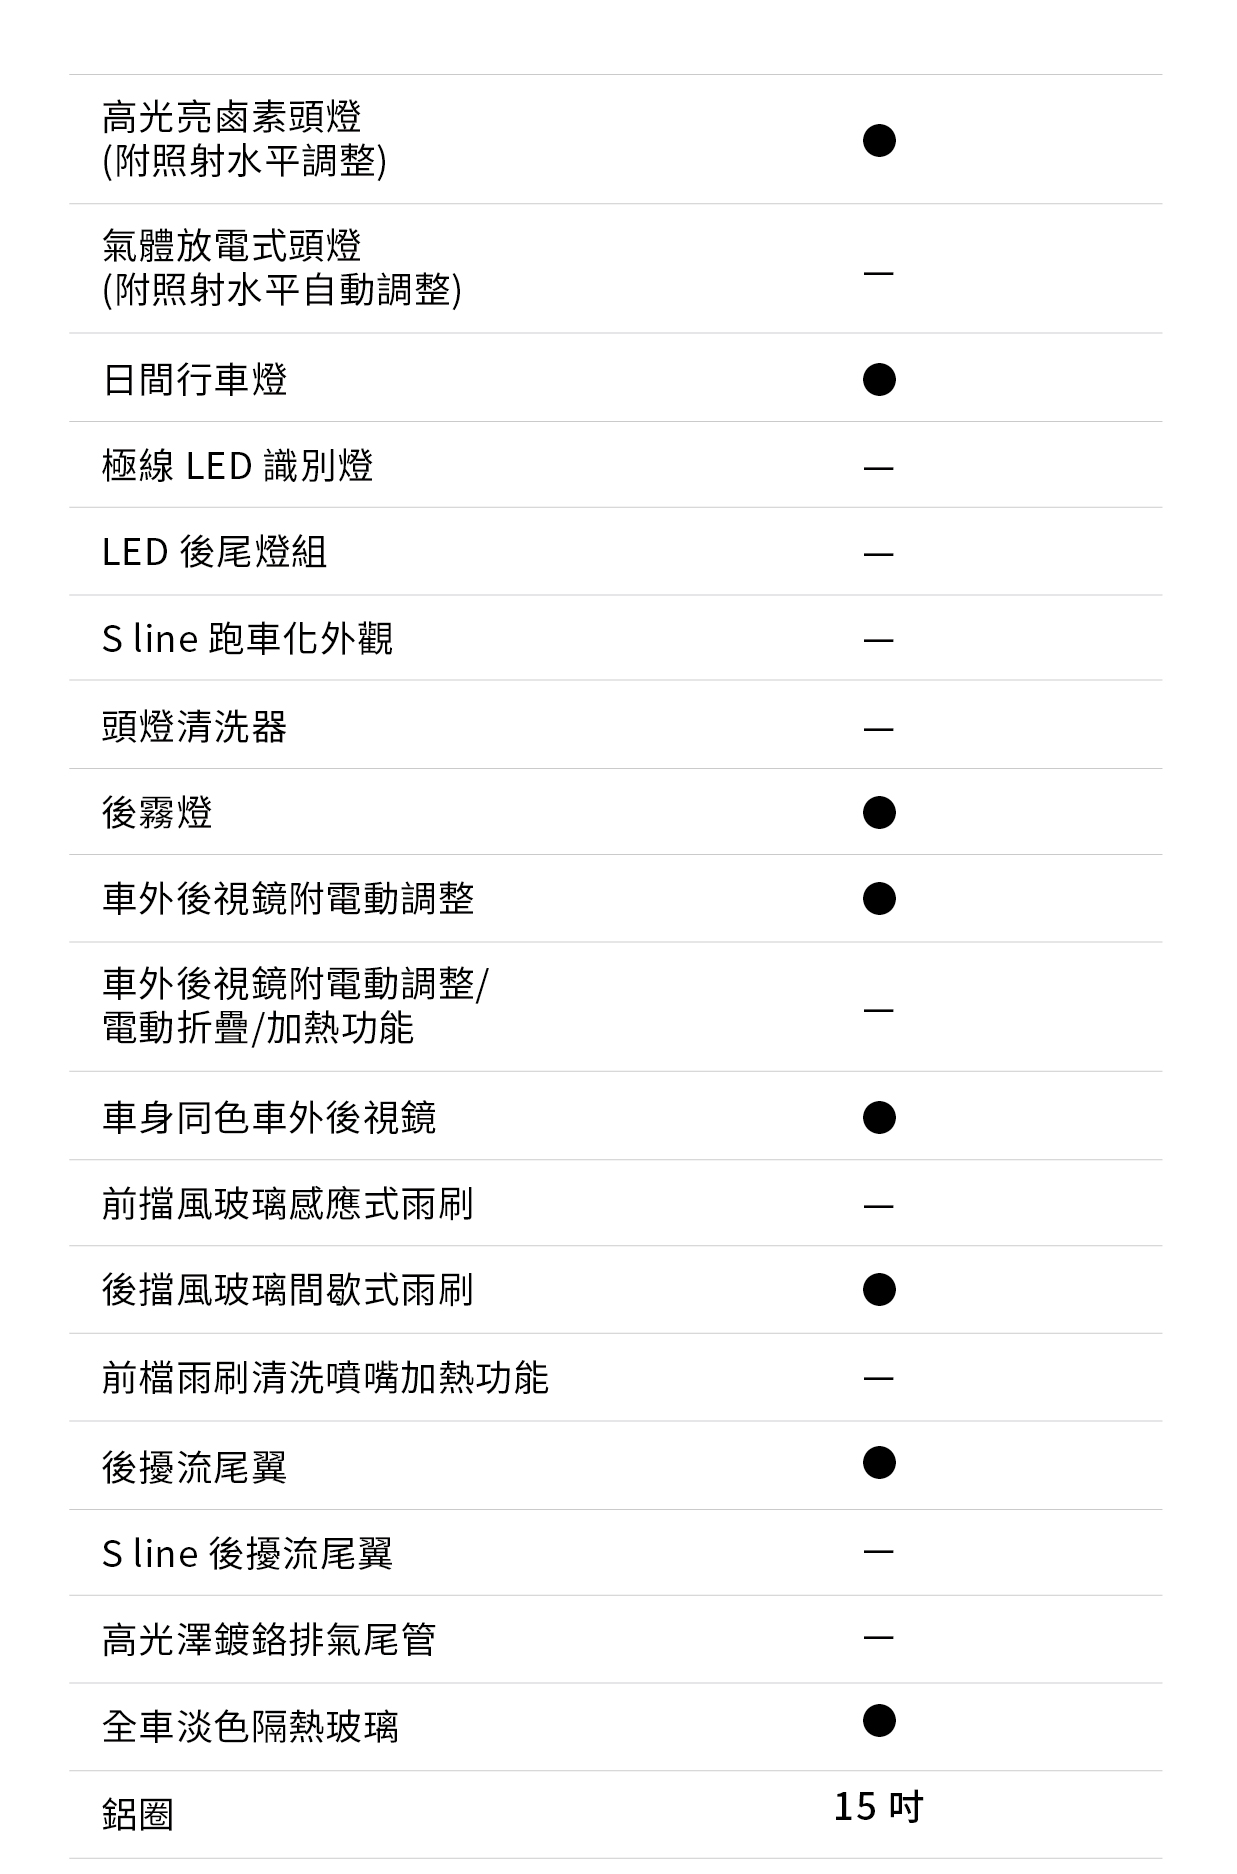 高光亮鹵素頭燈
(附照射水平調整)
●
氣體放電式頭燈
(附照射水平自動調整)
—
日間行車燈 ●
極線 LED 識別燈 —
LED 後尾燈組 —
S line 跑車化外觀 —
頭燈清洗器 —
後霧燈 ●
車外後視鏡附電動調整 ●
車外後視鏡附電動調整/
電動折疊/加熱功能
—
車身同色車外後視鏡 ●
前擋風玻璃感應式雨刷 —
後擋風玻璃間歇式雨刷 ●
前檔雨刷清洗噴嘴加熱功能 —
後擾流尾翼 ●
S line 後擾流尾翼 —
高光澤鍍鉻排氣尾管 —
全車淡色隔熱玻璃 ●
鋁圈 15 吋